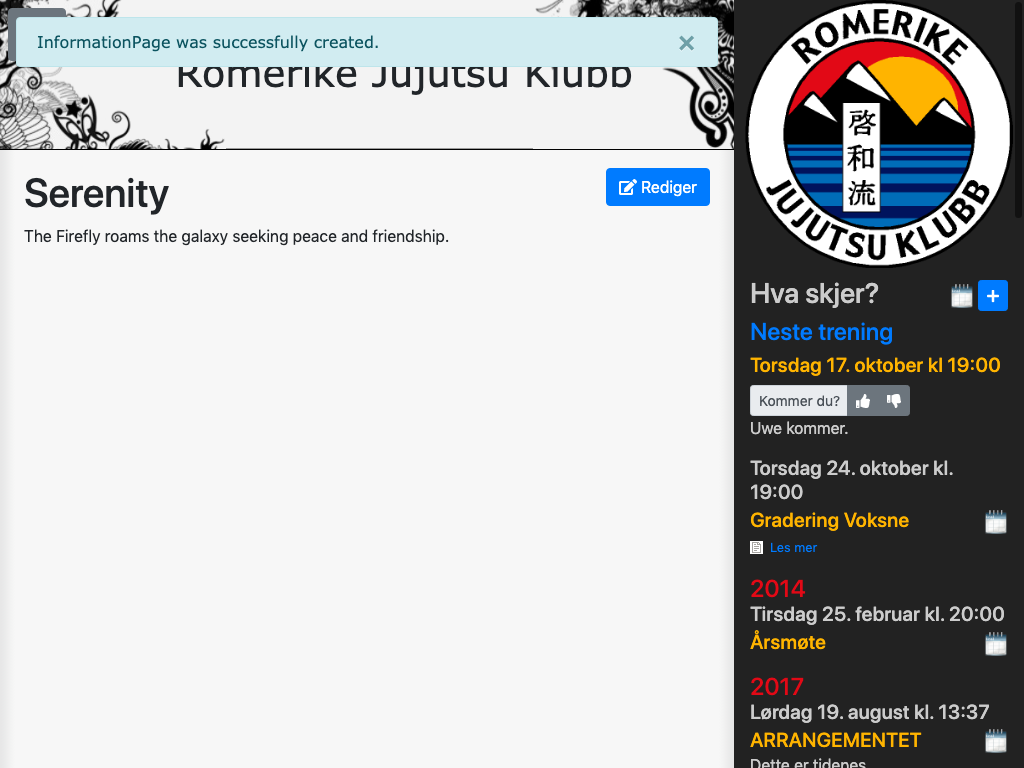 InformationPage was successfully created.
×
Romerike Jujutsu Klubb
Serenity
Rediger
The Firefly roams the galaxy seeking peace and friendship.
ROMERIKE
啓和流
JUJUTSU KLUBB
Hva skjer?
+
Neste trening
Torsdag 17. oktober kl 19:00
Kommer du?
Uwe kommer.
Torsdag 24. oktober kl.
19:00
Gradering Voksne
Les mer
2014
Tirsdag 25. februar kl. 20:00
Årsmøte
2017
Lørdag 19. august kl. 13:37
ARRANGEMENTET
Dette er tidenes